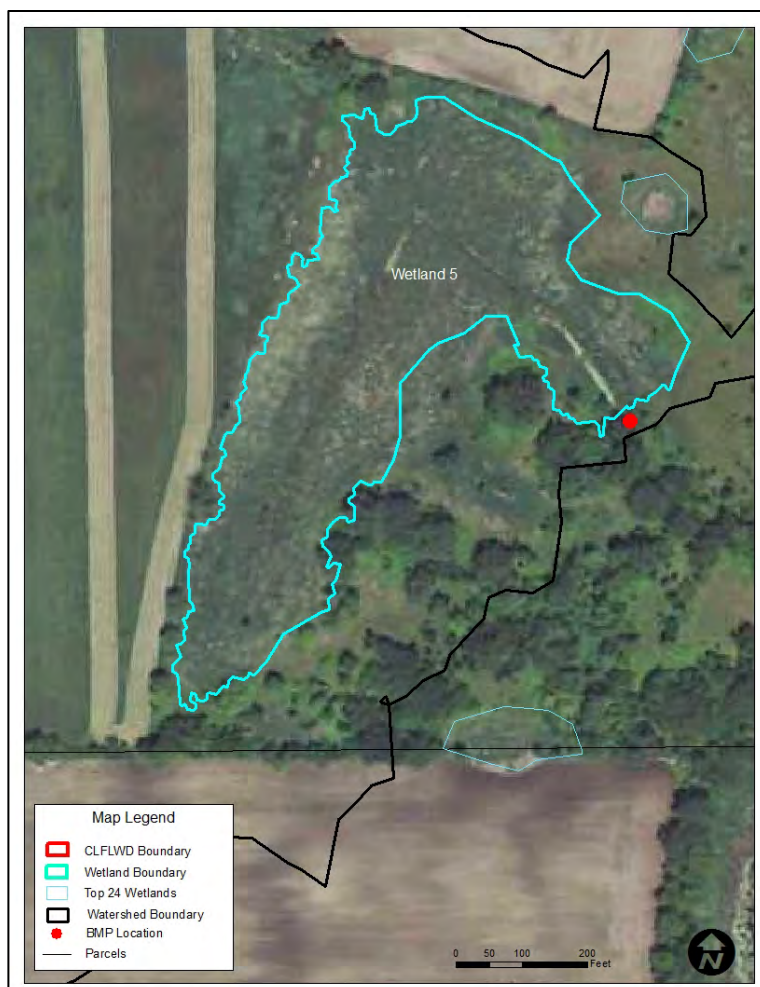 Wetland 5
Map Legend
CLFLWD Boundary
Wetland Boundary
Top 24 Wetlands
Watershed Boundary
BMP Location
Parcels
0 50 100 200
Feet
N